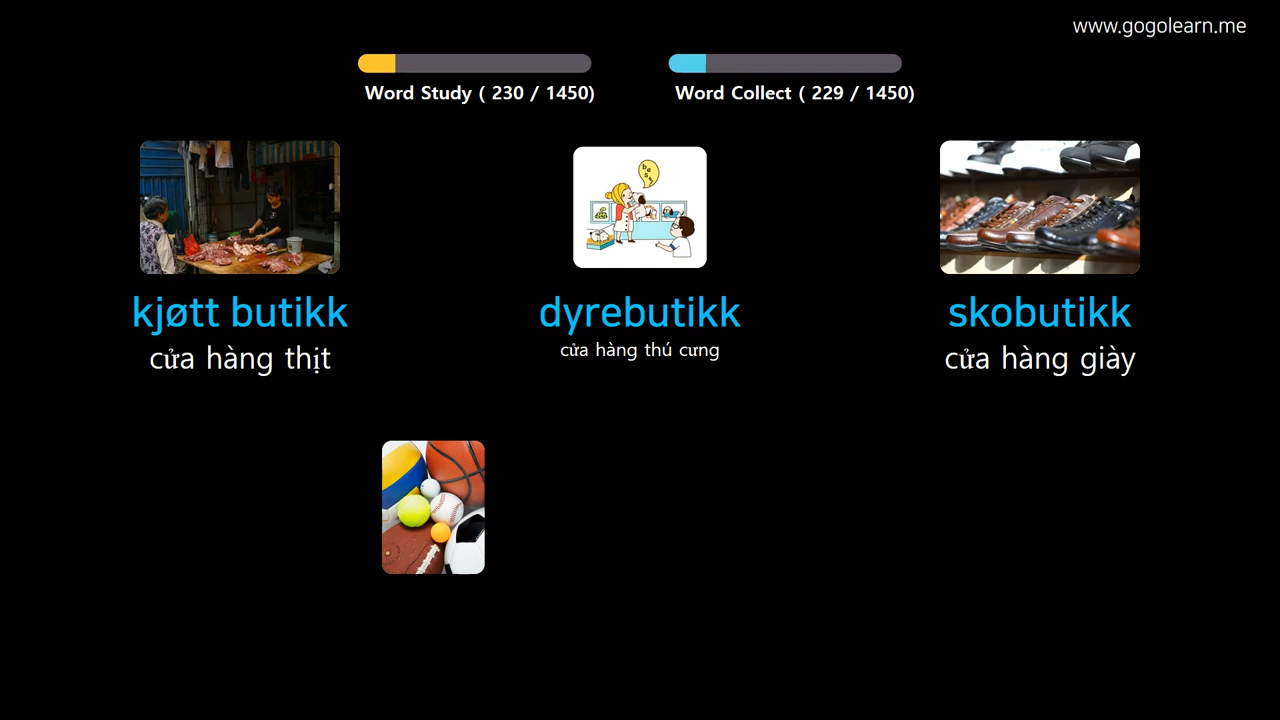 www.gogolearn.me
Word Study ( 230 / 1450)
Word Collect ( 229 / 1450)
best
kjøtt butikk
dyrebutikk
skobutikk
cửa hàng thịt
cửa hàng thú cưng
cửa hàng giày